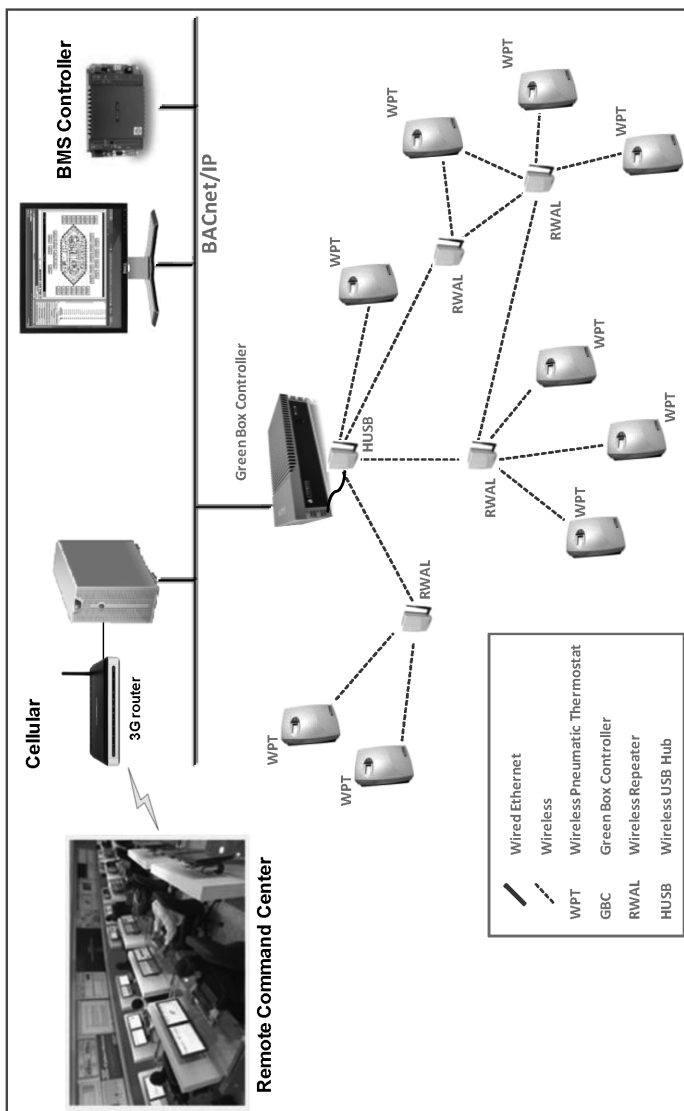 Cellular
3G router
Remote Command Center
BMS Controller
BACnet/IP
Green Box Controller
HUSB
WPT
WPT
RWAL
WPT
RWAL
WPT
WPT
RWAL
WPT
WPT
WPT
WPT
RWAL
WPT
Wired Ethernet
Wireless
WPT Wireless Pneumatic Thermostat
GBC Green Box Controller
RWAL Wireless Repeater
HUSB Wireless USB Hub